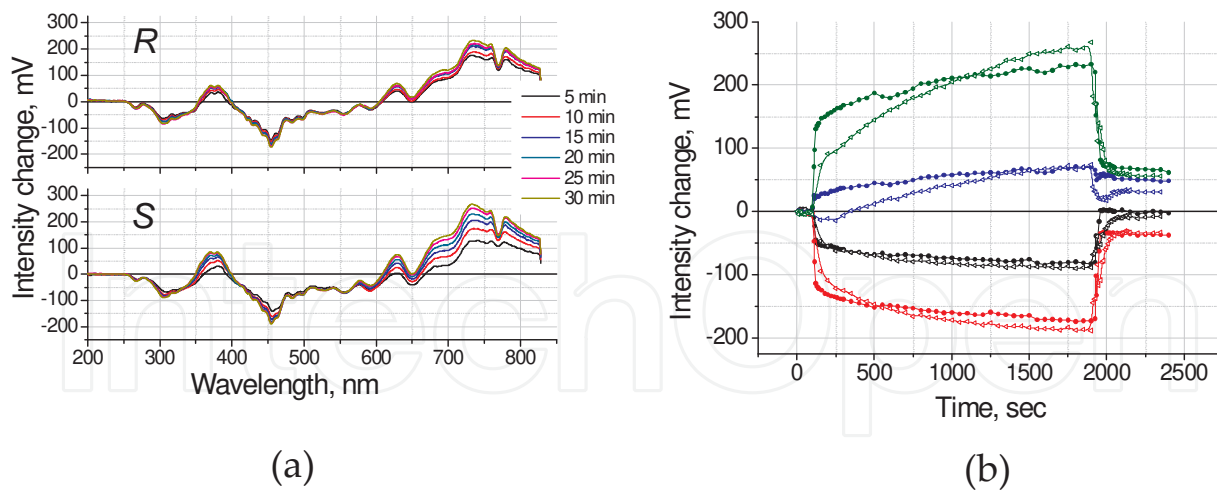 Intensity change, mV
300
200
100
0
-100
-200
R
300
200
100
0
-100
-200
S
200 300 400 500 600 700 800
Wavelength, nm
5 min
10 min
15 min
20 min
25 min
30 min
(a)
Intensity change, mV
300
200
100
0
-100
-200
0 500 1000 1500 2000 2500
Time, sec
(b)
intechopen